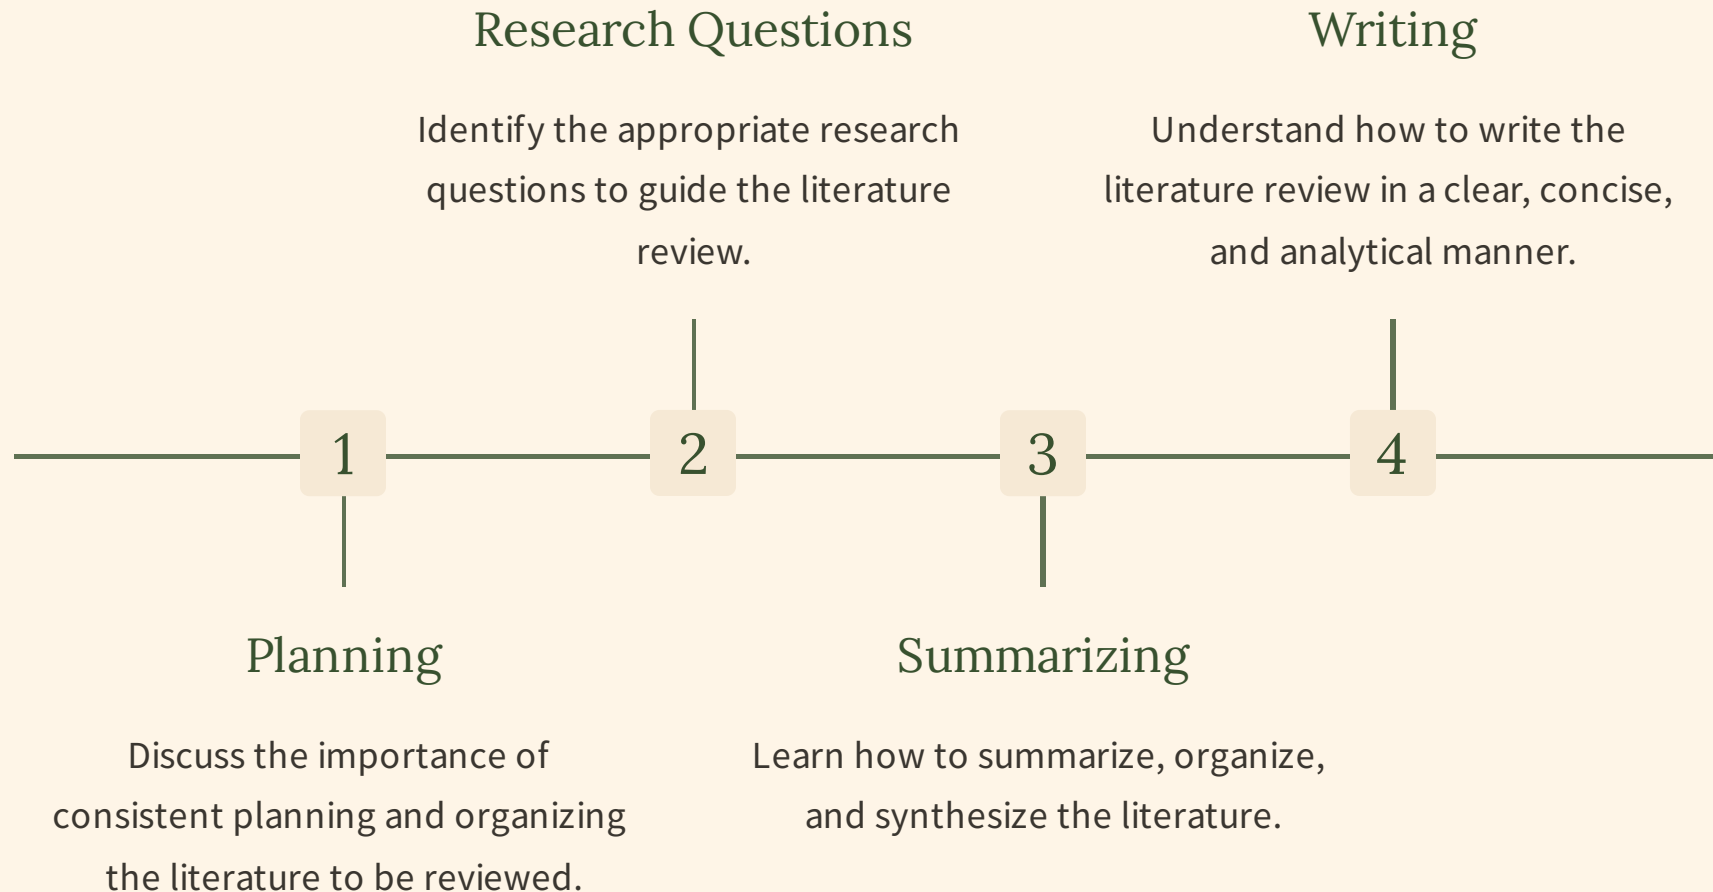 Research Questions
Identify the appropriate research
questions to guide the literature
review.
Writing
Understand how to write the
literature review in a clear, concise,
and analytical manner.
1
2
3
4
Planning
Discuss the importance of
consistent planning and organizing
the literature to be reviewed.
Summarizing
Learn how to summarize, organize,
and synthesize the literature.